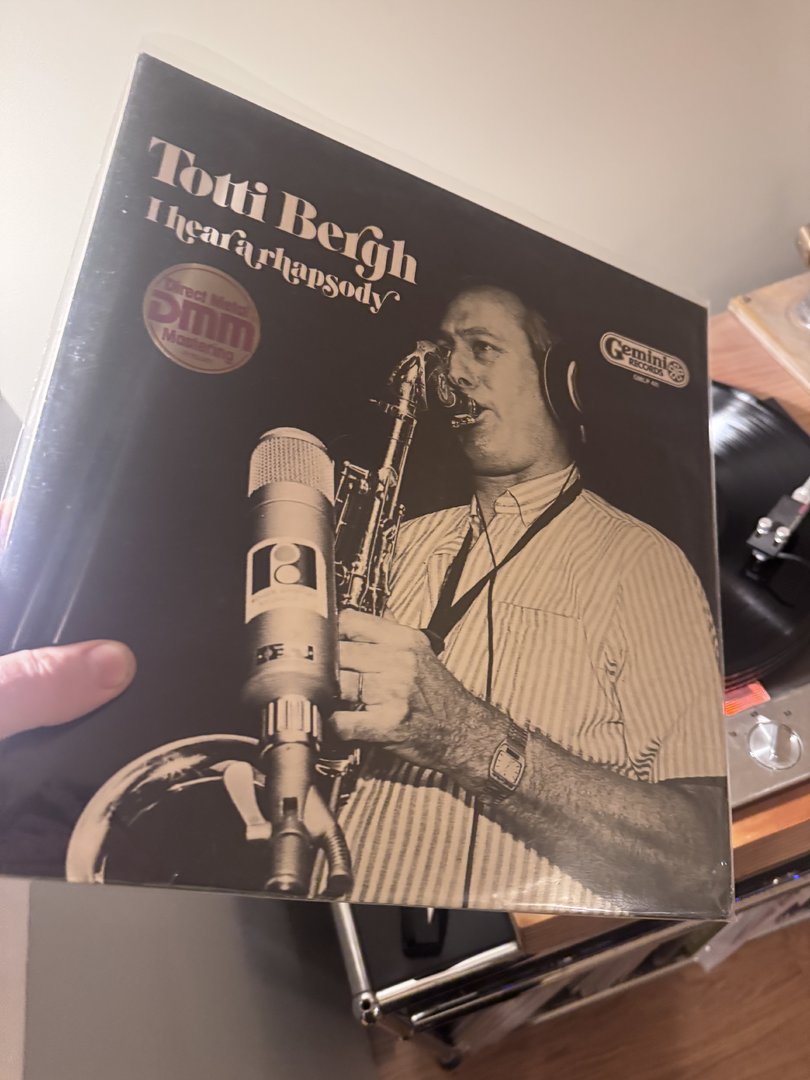 Totti Bergh
I hear a rhapsody
Direct Metal
DMM
Mastering
Gemini
RECORDS